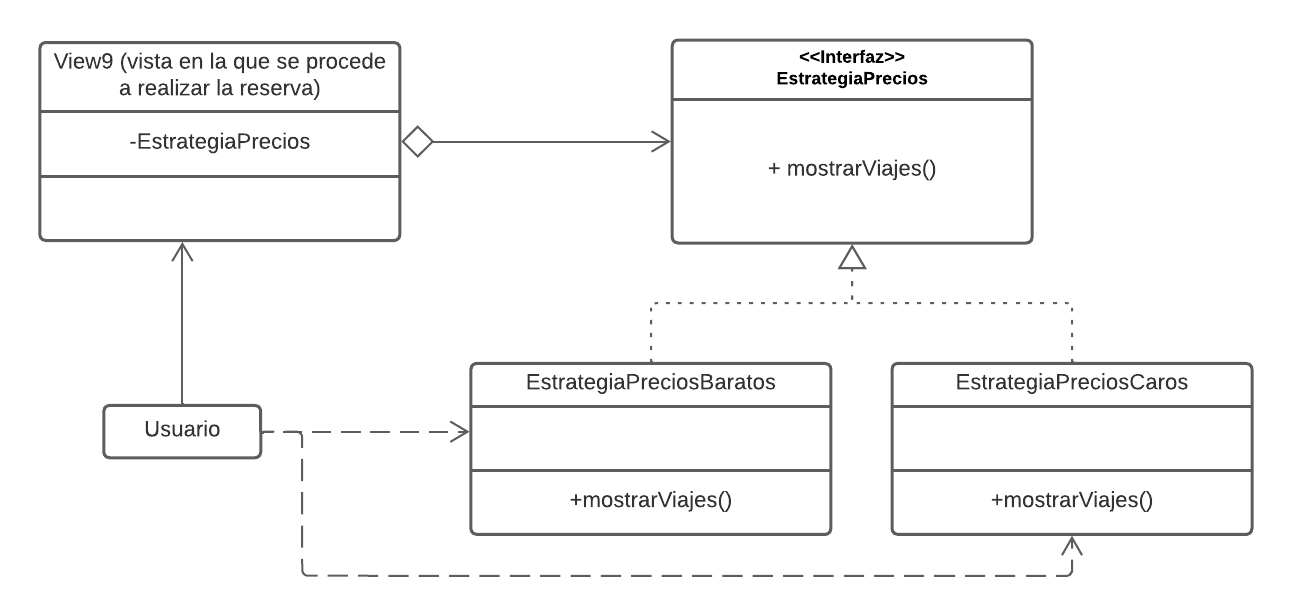 View9 (vista en la que se procede
a realizar la reserva)
-EstrategiaPrecios
<<Interfaz>>
EstrategiaPrecios
+ mostrarViajes()
Usuario
EstrategiaPreciosBaratos
+mostrarViajes()
EstrategiaPreciosCaros
+mostrarViajes()